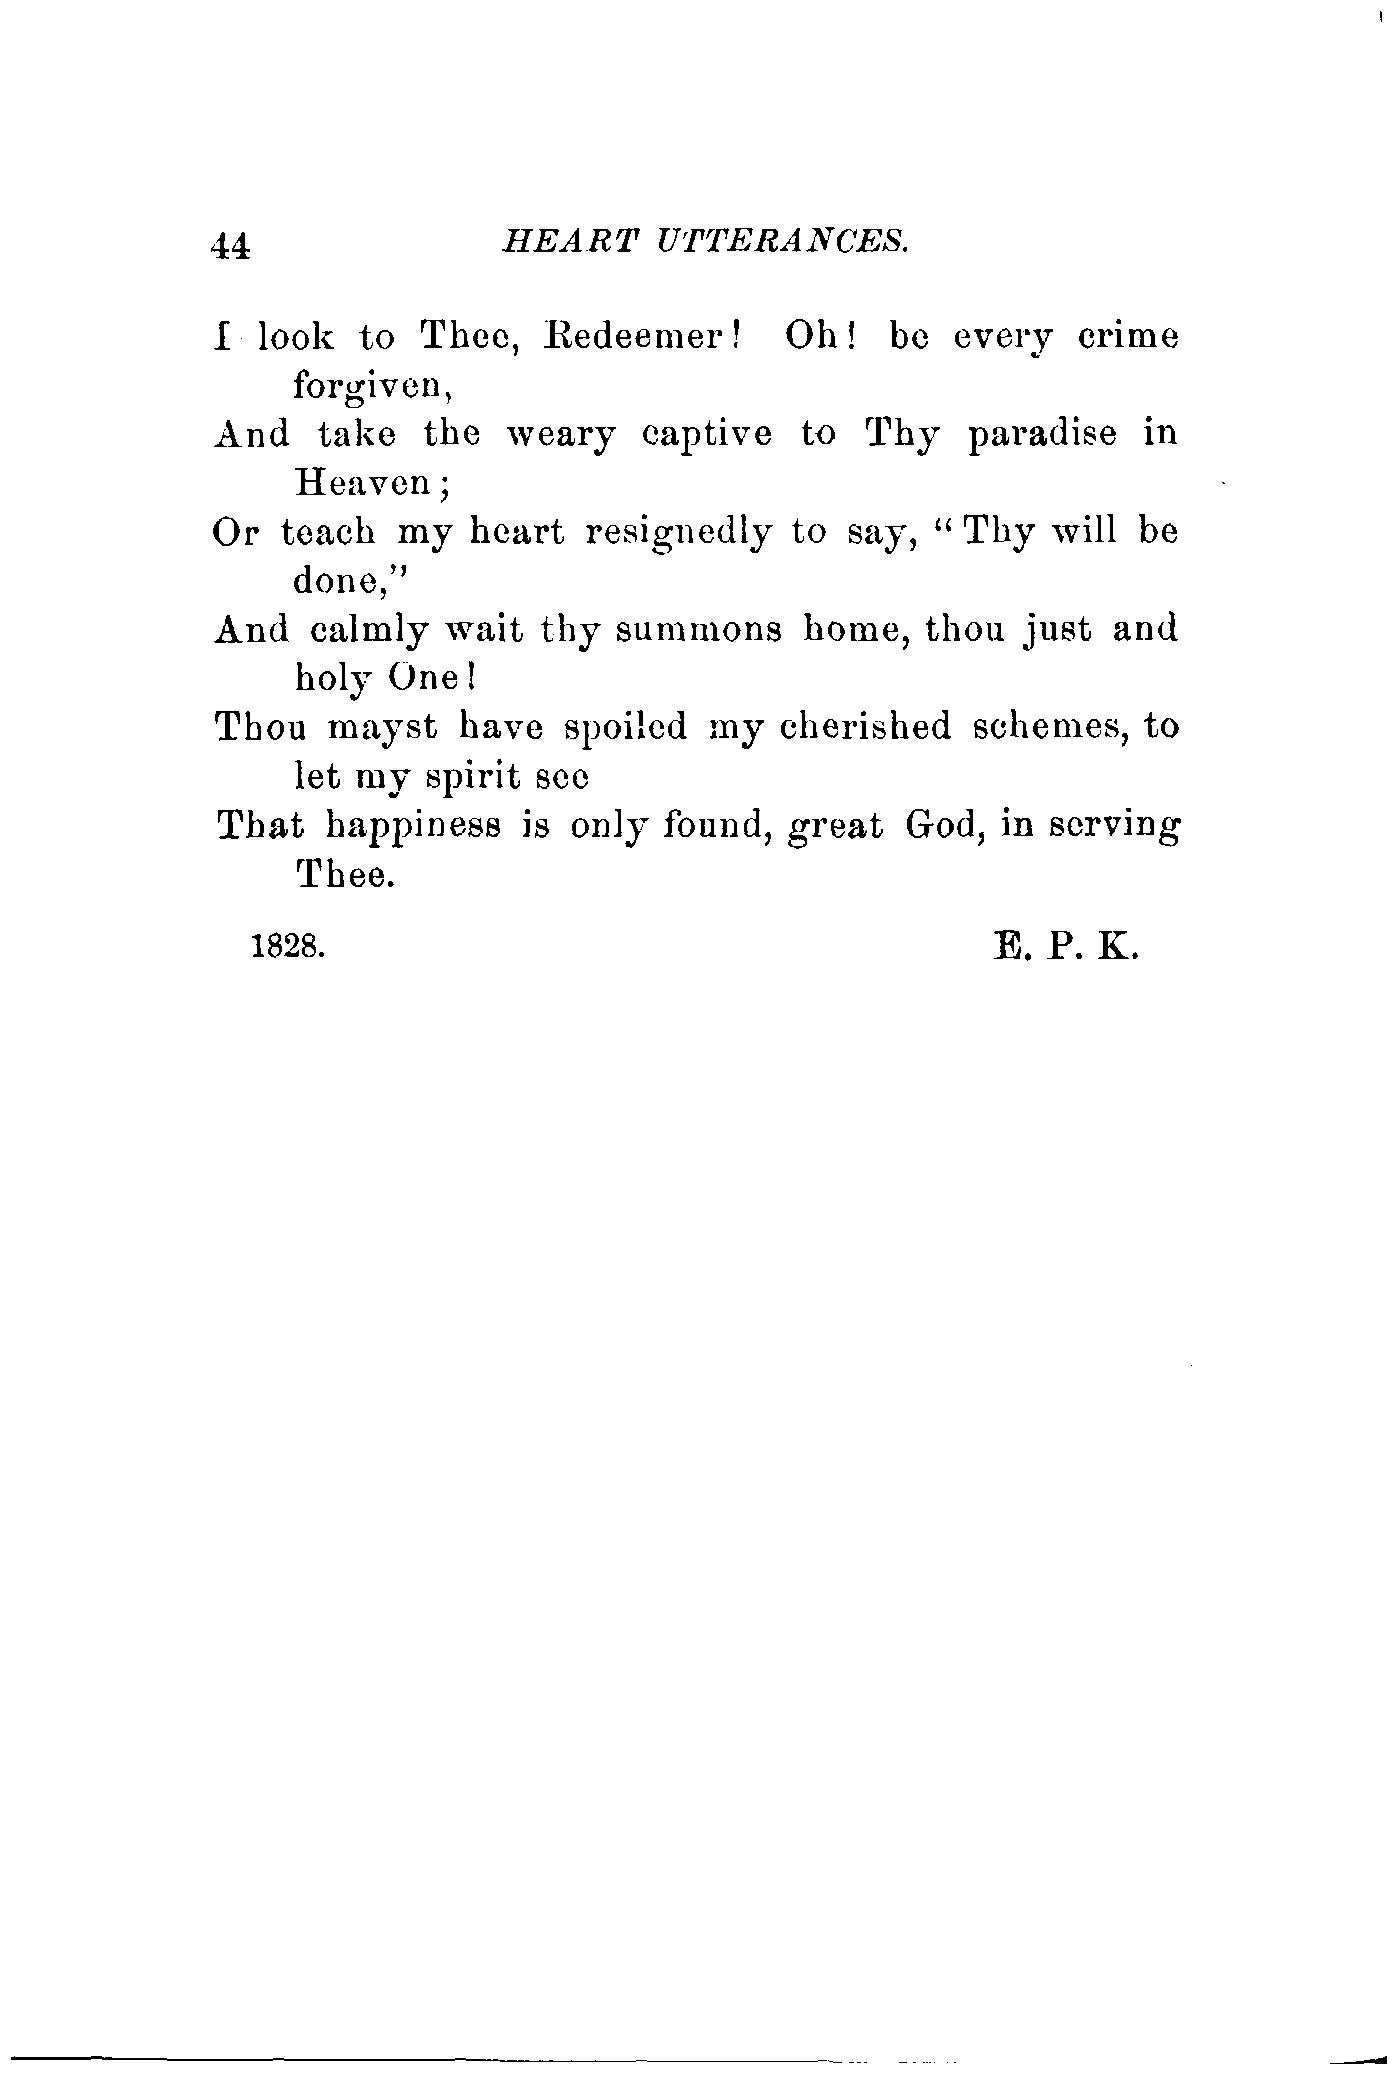 44 HEART UTTERANCES.
I look to Thee, Redeemer! Oh! be every crime
forgiven,
And take the weary captive to Thy paradise in
Heaven;
Or teach my heart resignedly to say, "Thy will be
done,"
And calmly wait thy summons home, thou just and
holy One!
Thou mayst have spoiled my cherished schemes, to
let my spirit see
That happiness is only found, great God, in serving
Thee.
1828. E. P. K.